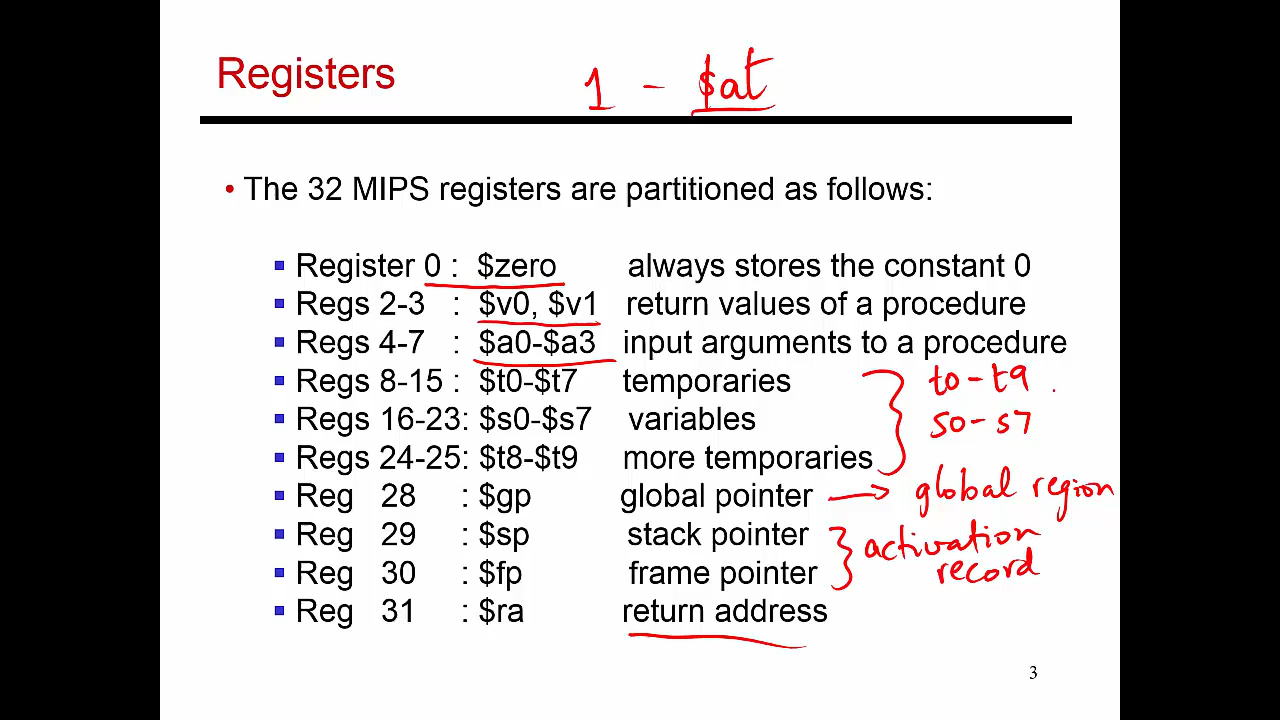 Registers 1 - $at
• The 32 MIPS registers are partitioned as follows:
▪ Register 0 : $zero always stores the constant 0
▪ Regs 2-3 : $v0, $v1 return values of a procedure
▪ Regs 4-7 : $a0-$a3 input arguments to a procedure
▪ Regs 8-15 : $t0-$t7 temporaries t0 - t9
▪ Regs 16-23: $s0-$s7 variables s0 - s7
▪ Regs 24-25: $t8-$t9 more temporaries
▪ Reg 28 : $gp global pointer → global region
▪ Reg 29 : $sp stack pointer activation
▪ Reg 30 : $fp frame pointer record
▪ Reg 31 : $ra return address
3